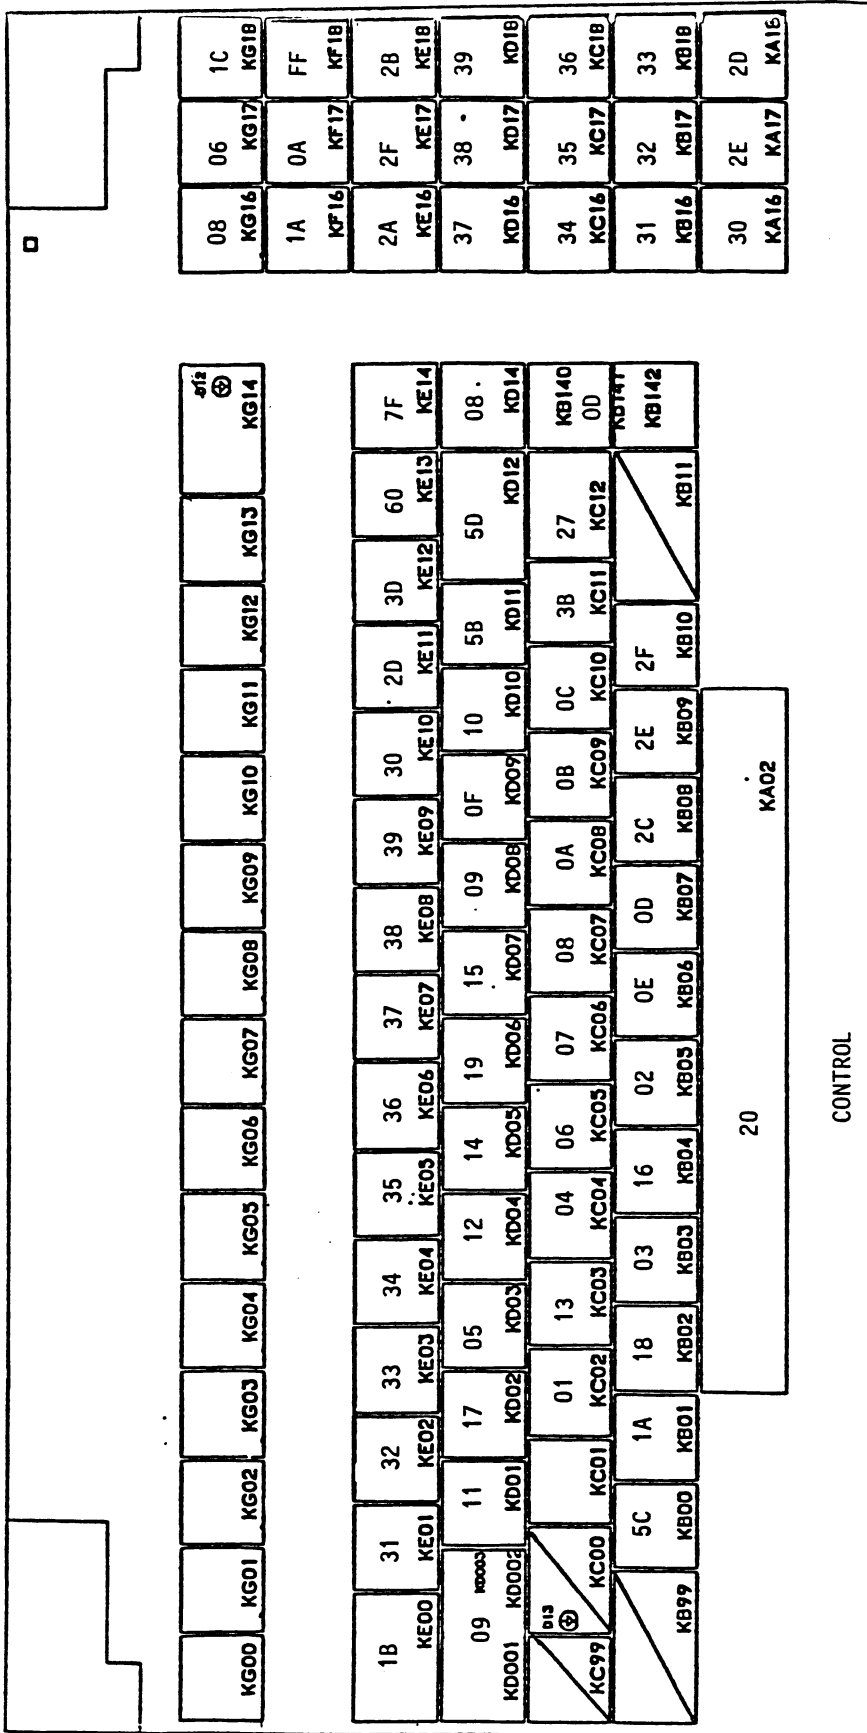 D12 08 06 1C
KG00 KG01 KG02 KG03 KG04 KG05 KG06 KG07 KG08 KG09 KG10 KG11 KG12 KG13 KG14 KG16 KG17 KG18
1A 0A FF
KF16 KF17 KF18
1B 31 32 33 34 35 36 37 38 39 30 2D 3D 60 7F 2A 2F 2B
KE00 KE01 KE02 KE03 KE04 KE05 KE06 KE07 KE08 KE09 KE10 KE11 KE12 KE13 KE14 KE16 KE17 KE18
09 KD003 11 17 05 12 14 19 15 09 0F 10 5B 5D 08 37 38 39
KD001 KD002 KD01 KD02 KD03 KD04 KD05 KD06 KD07 KD08 KD09 KD10 KD11 KD12 KD14 KD16 KD17 KD18
D13 01 13 04 06 07 08 0A 0B 0C 3B 27 KB140 0D 34 35 36
KC99 KC00 KC01 KC02 KC03 KC04 KC05 KC06 KC07 KC08 KC09 KC10 KC11 KC12 KB141 KC16 KC17 KC18
5C 1A 18 03 16 02 0E 0D 2C 2E 2F KB142 31 32 33
KB99 KB00 KB01 KB02 KB03 KB04 KB05 KB06 KB07 KB08 KB09 KB10 KB11 KB16 KB17 KB18
20 30 2E 2D
KA02 KA16 KA17 KA16
CONTROL